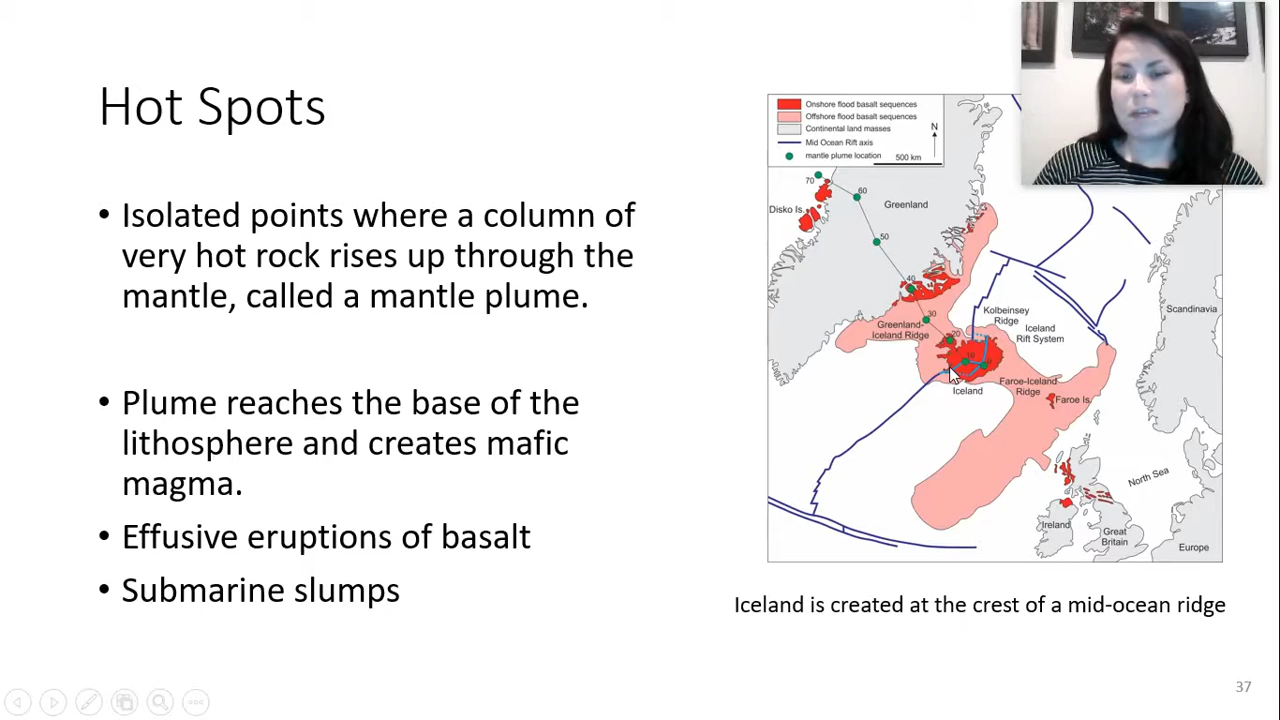 Hot Spots
• Isolated points where a column of
very hot rock rises up through the
mantle, called a mantle plume.
• Plume reaches the base of the
lithosphere and creates mafic
magma.
• Effusive eruptions of basalt
• Submarine slumps
Onshore flood basalt sequences
Offshore flood basalt sequences
Continental land masses
Mid Ocean Rift axis
mantle plume location
N
500 km
70
60
Disko Is.
Greenland
50
40
Scandinavia
30
Kolbeinsey
Ridge
Greenland-
Iceland Ridge
Iceland
Rift System
20
10
Iceland
Faroe-Iceland
Ridge
Faroe Is.
North Sea
Ireland
Great
Britain
Europe
Iceland is created at the crest of a mid-ocean ridge
37